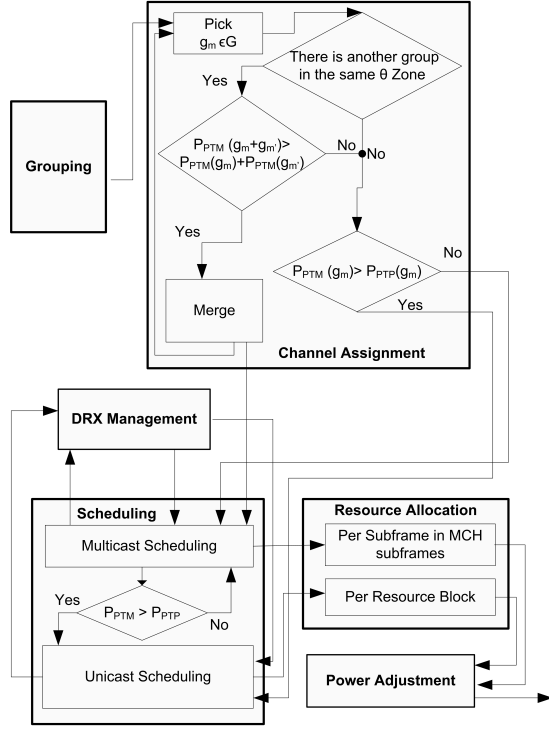 Pick
gm ϵG
There is another group
in the same θ Zone
Yes
Grouping
PPTM (gm+gm')>
PPTM(gm)+PPTM(gm')
No
No
Yes
No
PPTM (gm)> PPTP(gm)
Yes
Merge
Channel Assignment
DRX Management
Scheduling
Resource Allocation
Multicast Scheduling
Per Subframe in MCH
subframes
Yes
PPTM > PPTP
No
Per Resource Block
Unicast Scheduling
Power Adjustment